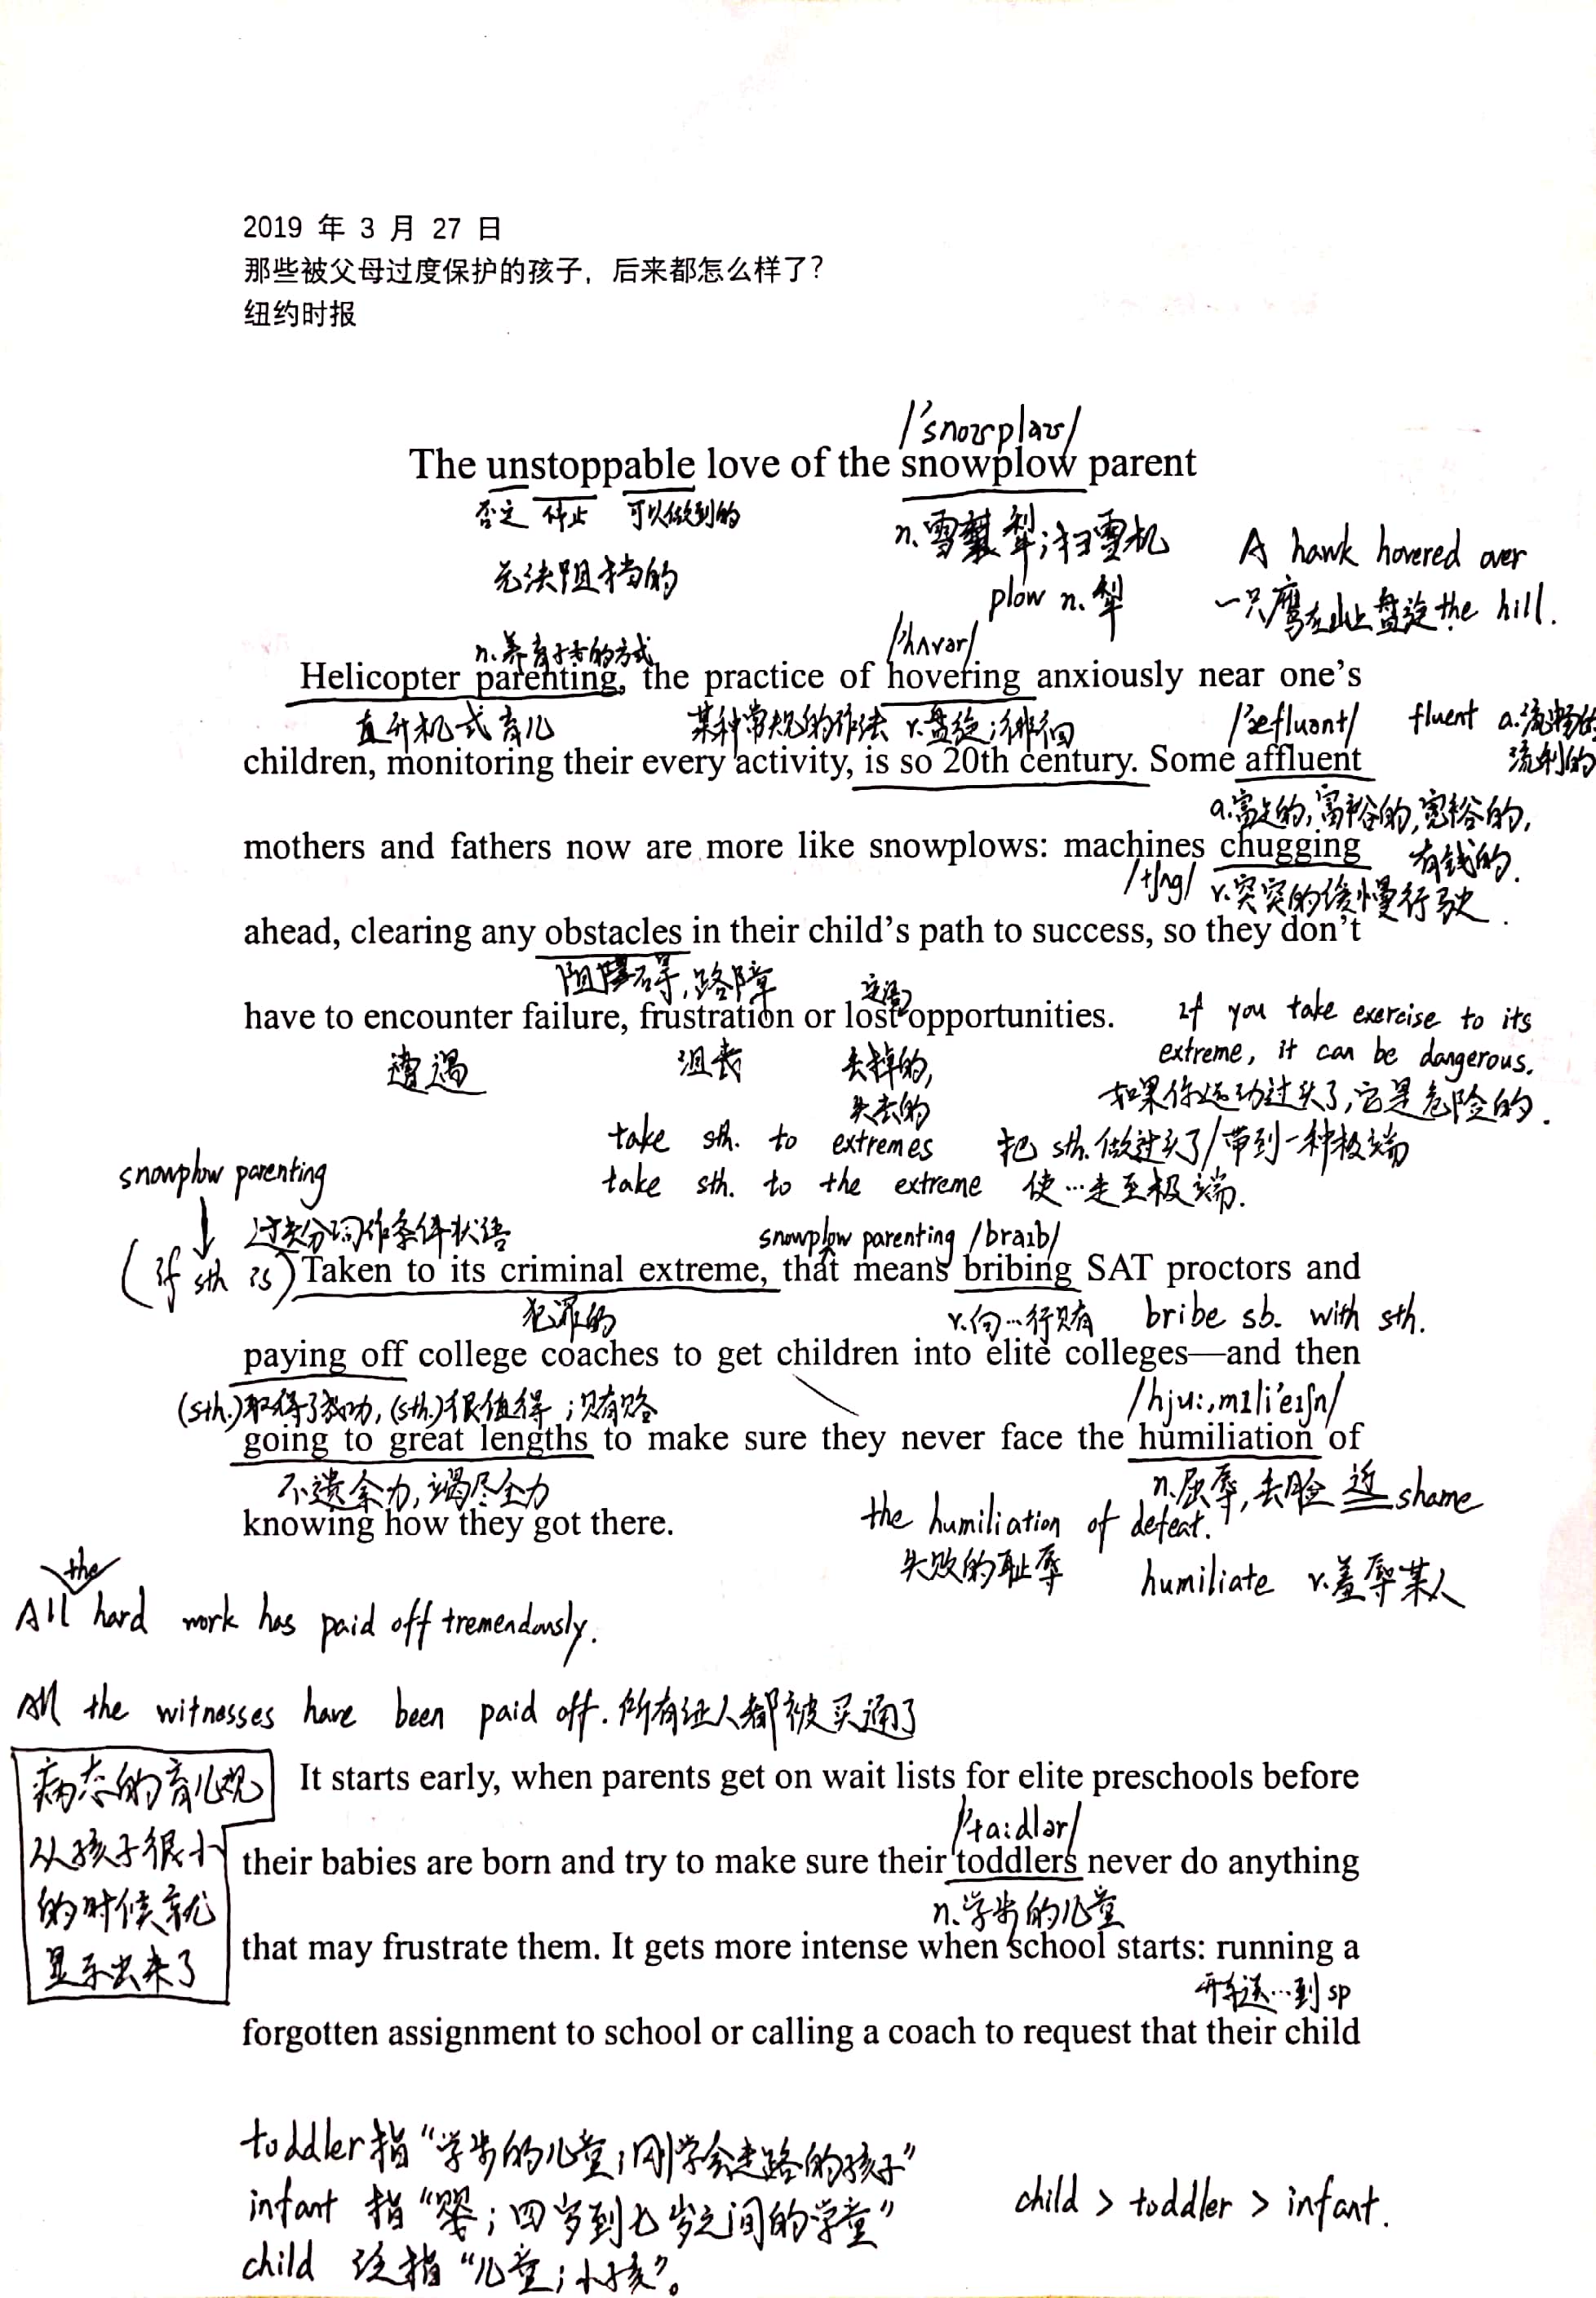 2019 年 3 月 27 日
那些被父母过度保护的孩子，后来都怎么样了？
纽约时报
/ˈsnoʊplaʊ/
The unstoppable love of the snowplow parent
否定 停止 可以做到的
n.雪犁;扫雪机
无法阻挡的
plow n.犁
A hawk hovered over
一只鹰在山上盘旋 the hill.
n.养育子女的方式
/ˈhʌvər/
Helicopter parenting, the practice of hovering anxiously near one's
直升机式育儿 某种常规的作法 v.盘旋;徘徊 /ˈæfluənt/ fluent a.流畅的
流利的
children, monitoring their every activity, is so 20th century. Some affluent
a.富足的,富裕的,宽裕的,
有钱的.
mothers and fathers now are more like snowplows: machines chugging
/tʃʌg/ v.突突的缓慢行驶.
ahead, clearing any obstacles in their child's path to success, so they don't
阻碍,路障 定语
have to encounter failure, frustration or lost opportunities.
遭遇 沮丧 丢掉的,
失去的
If you take exercise to its
extreme, it can be dangerous.
如果你运动过头了,它是危险的.
take sth. to extremes 把 sth.做过头了/带到一种极端
take sth. to the extreme 使…走至极端.
snowplow parenting
过去分词作条件状语 snowplow parenting /braɪb/
(if sth is) Taken to its criminal extreme, that means bribing SAT proctors and
犯罪的 v.向…行贿 bribe sb. with sth.
paying off college coaches to get children into elite colleges—and then
(sth.)取得了成功,(sth.)很值得;贿赂 /hjuː,mɪliˈeɪʃn/
going to great lengths to make sure they never face the humiliation of
不遗余力,竭尽全力 n.屈辱,丢脸 近 shame
knowing how they got there.
the humiliation of defeat.
失败的耻辱 humiliate v.羞辱某人
All the hard work has paid off tremendously.
All the witnesses have been paid off.所有证人都被买通了
病态的育儿观
从孩子很小
的时候就
显示出来了
It starts early, when parents get on wait lists for elite preschools before
/ˈtɑːdlər/
their babies are born and try to make sure their toddlers never do anything
n.学步的儿童
that may frustrate them. It gets more intense when school starts: running a
开车送…到 sp
forgotten assignment to school or calling a coach to request that their child
toddler指“学步的儿童;刚学会走路的孩子”
infant 指“婴;四岁到七岁之间的学童”
child 泛指“儿童;小孩”。
child > toddler > infant.